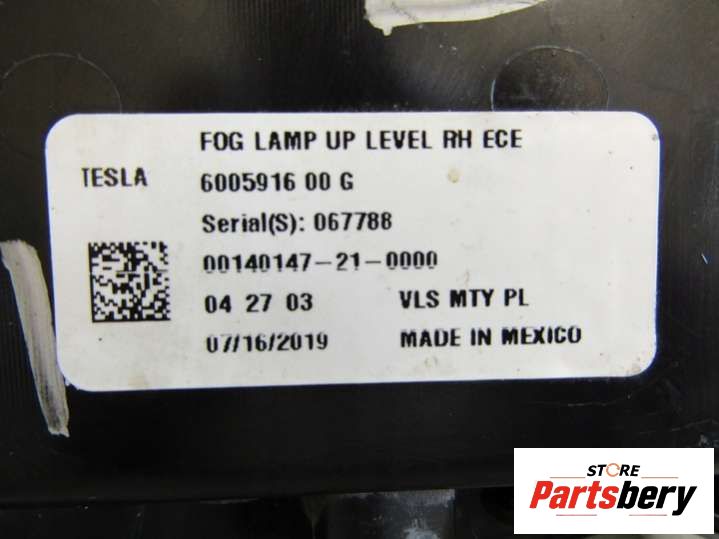 FOG LAMP UP LEVEL RH ECE
TESLA 6005916 00 G
Serial(S): 067788
00140147-21-0000
04 27 03 VLS MTY PL
07/16/2019 MADE IN MEXICO
STORE
Partsbery